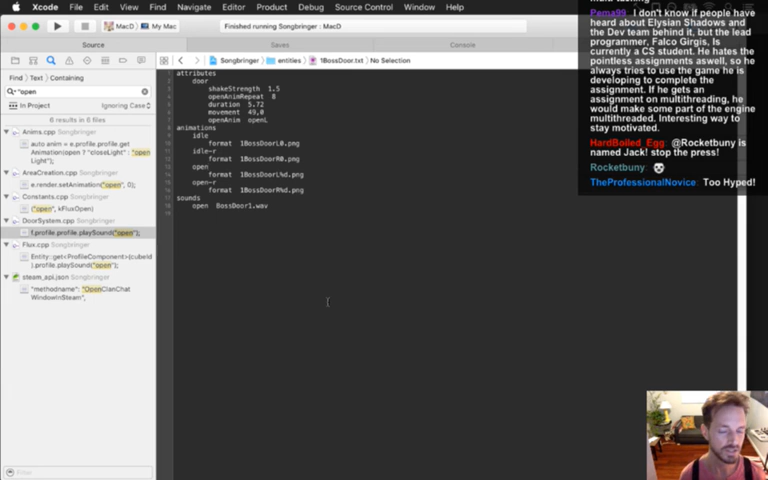 Xcode File Edit View Find Navigate Editor Product Debug Source Control Window Help
MacD My Mac
Finished running Songbringer : MacD
Source Saves Console
Songbringer entities 1BossDoor.txt No Selection
Find Text Containing
"open
In Project Ignoring Case
6 results in 6 files
Anims.cpp
auto anim = e.profile.profile.get
Animation(open ? "closeLight" : "open
Light");
AreaCreation.cpp
e.render.setAnimation("open", 0);
Constants.cpp
{"open", kFluxOpen}
DoorSystem.cpp
f.profile.profile.playSound("open");
Flux.cpp
Entity::get<ProfileComponent>(cubeId
).profile.playSound("open");
steam_api.json
"methodname": "OpenClanChat
WindowInSteam",
Filter
attributes
door
shakeStrength 1.5
openAnimRepeat 8
duration 5.72
movement 49,0
openAnim openL
animations
idle
format 1BossDoorL0.png
idle-r
format 1BossDoorR0.png
open
format 1BossDoorL%d.png
open-r
format 1BossDoorR%d.png
sounds
open BossDoor1.wav
Pema99 I don't know if people have
heard about Elysian Shadows and
the Dev team behind it, but the lead
programmer, Falco Girgis, Is
currently a CS student. He hates the
pointless assignments aswell, so he
always tries to use the game he is
developing to complete the
assignment. If he gets an
assignment on multithreading, he
would make some part of the engine
multithreaded. Interesting way to
stay motivated.
HardBoiled_Egg: @Rocketbuny is
named Jack! stop the press!
Rocketbuny :
TheProfessionalNovice: Too Hyped!